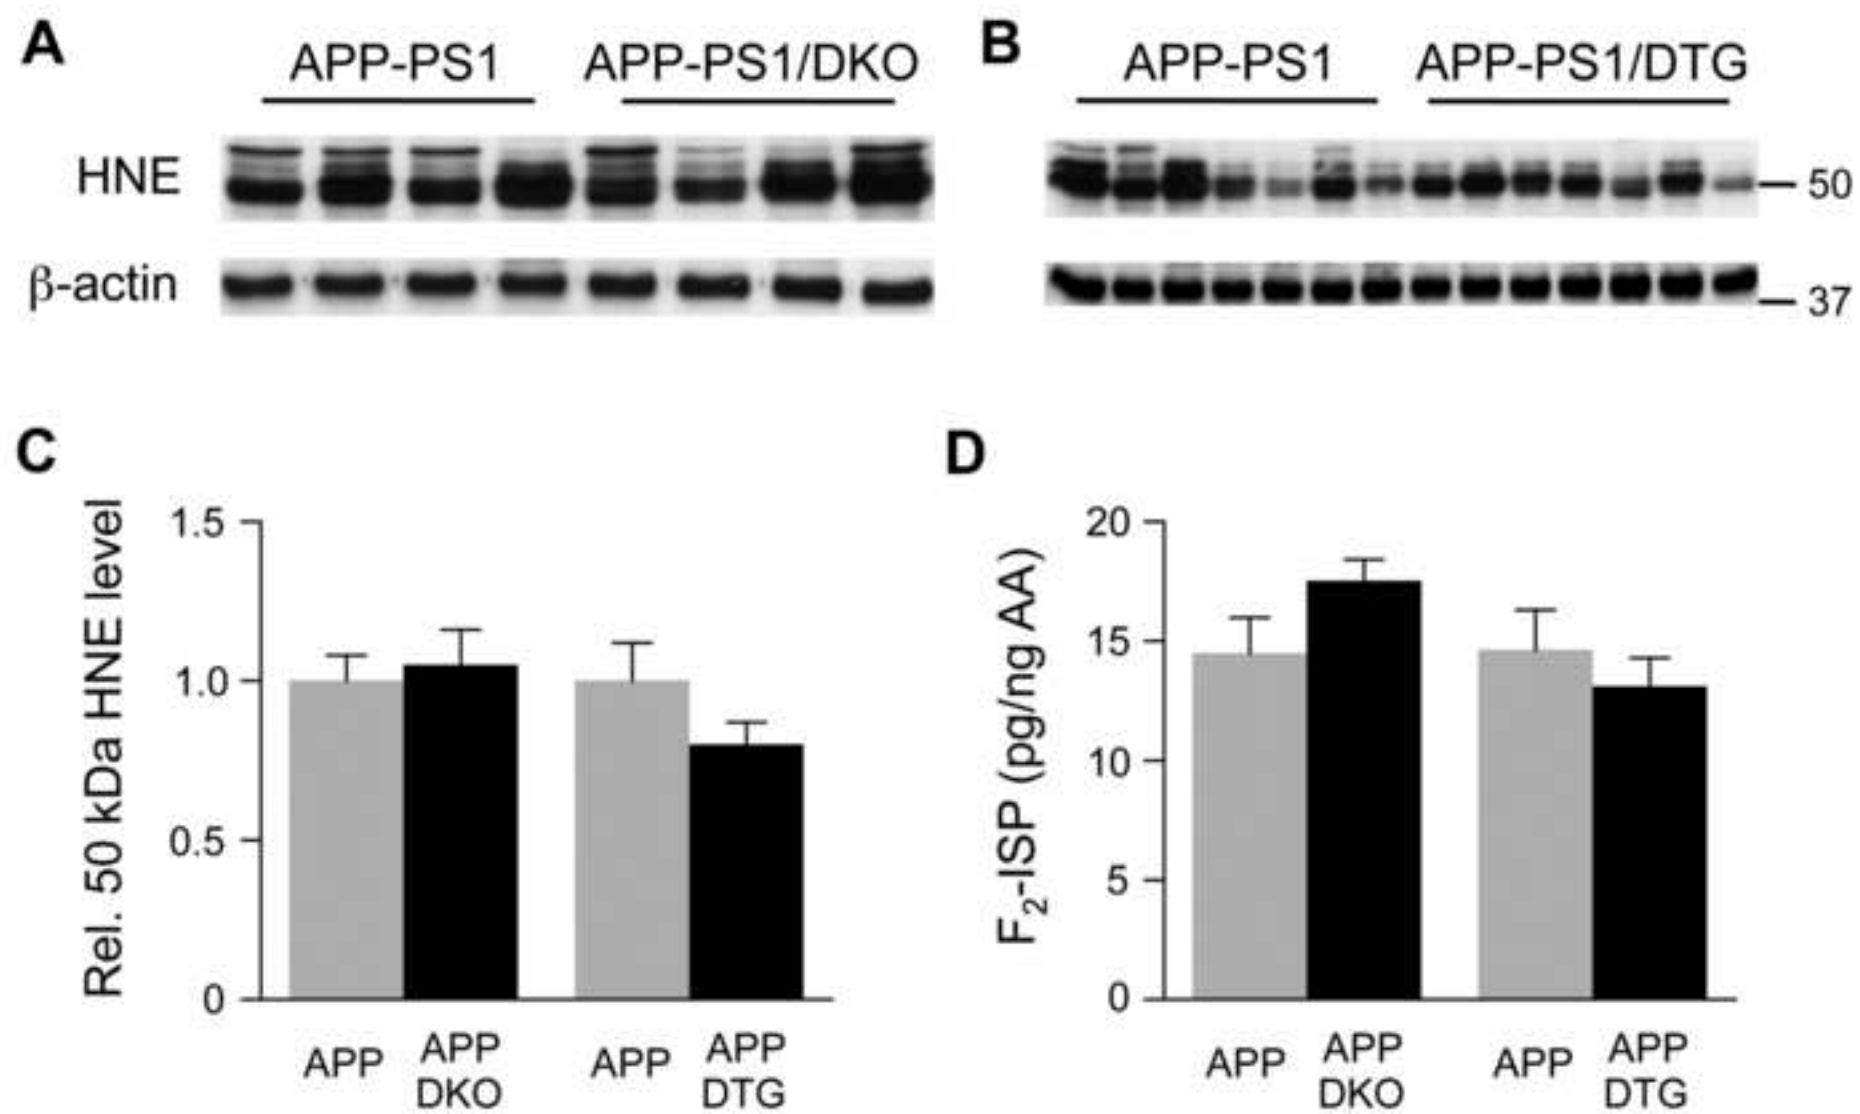 A
APP-PS1 APP-PS1/DKO
HNE
β-actin
B
APP-PS1 APP-PS1/DTG
50
37
C
Rel. 50 kDa HNE level
1.5
1.0
0.5
0
APP APP DKO APP APP DTG
D
F₂-ISP (pg/ng AA)
20
15
10
5
0
APP APP DKO APP APP DTG